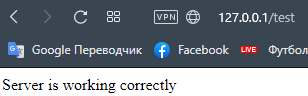 VPN 127.0.0.1/test
Google Переводчик Facebook LIVE Футбол
Server is working correctly